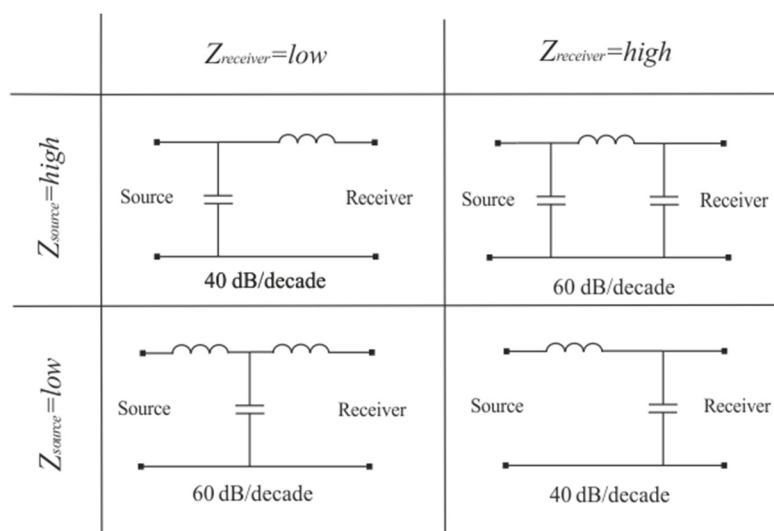 Zreceiver=low
Zreceiver=high
Zsource=high
Source
Receiver
40 dB/decade
Source
Receiver
60 dB/decade
Zsource=low
Source
Receiver
60 dB/decade
Source
Receiver
40 dB/decade